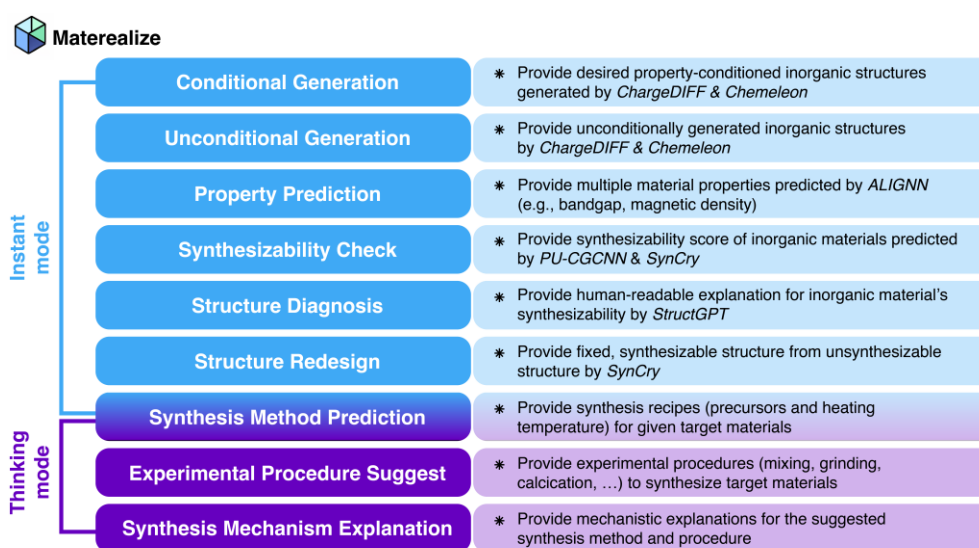 Materealize
Instant
mode
Thinking
mode
Conditional Generation
* Provide desired property-conditioned inorganic structures
generated by ChargeDIFF & Chemeleon
Unconditional Generation
* Provide unconditionally generated inorganic structures
by ChargeDIFF & Chemeleon
Property Prediction
* Provide multiple material properties predicted by ALIGNN
(e.g., bandgap, magnetic density)
Synthesizability Check
* Provide synthesizability score of inorganic materials predicted
by PU-CGCNN & SynCry
Structure Diagnosis
* Provide human-readable explanation for inorganic material's
synthesizability by StructGPT
Structure Redesign
* Provide fixed, synthesizable structure from unsynthesizable
structure by SynCry
Synthesis Method Prediction
* Provide synthesis recipes (precursors and heating
temperature) for given target materials
Experimental Procedure Suggest
* Provide experimental procedures (mixing, grinding,
calcication, …) to synthesize target materials
Synthesis Mechanism Explanation
* Provide mechanistic explanations for the suggested
synthesis method and procedure